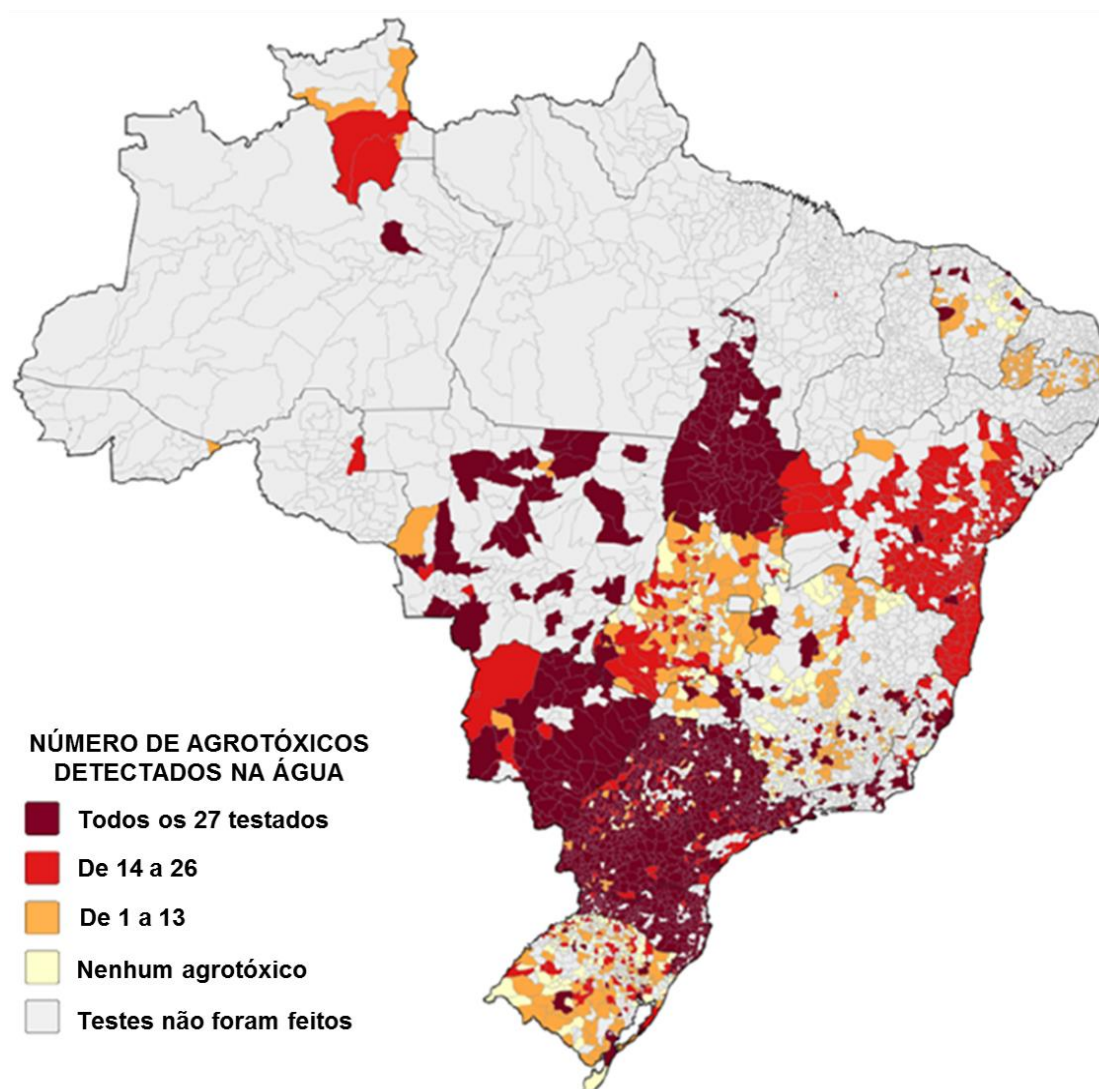 NÚMERO DE AGROTÓXICOS
DETECTADOS NA ÁGUA
Todos os 27 testados
De 14 a 26
De 1 a 13
Nenhum agrotóxico
Testes não foram feitos